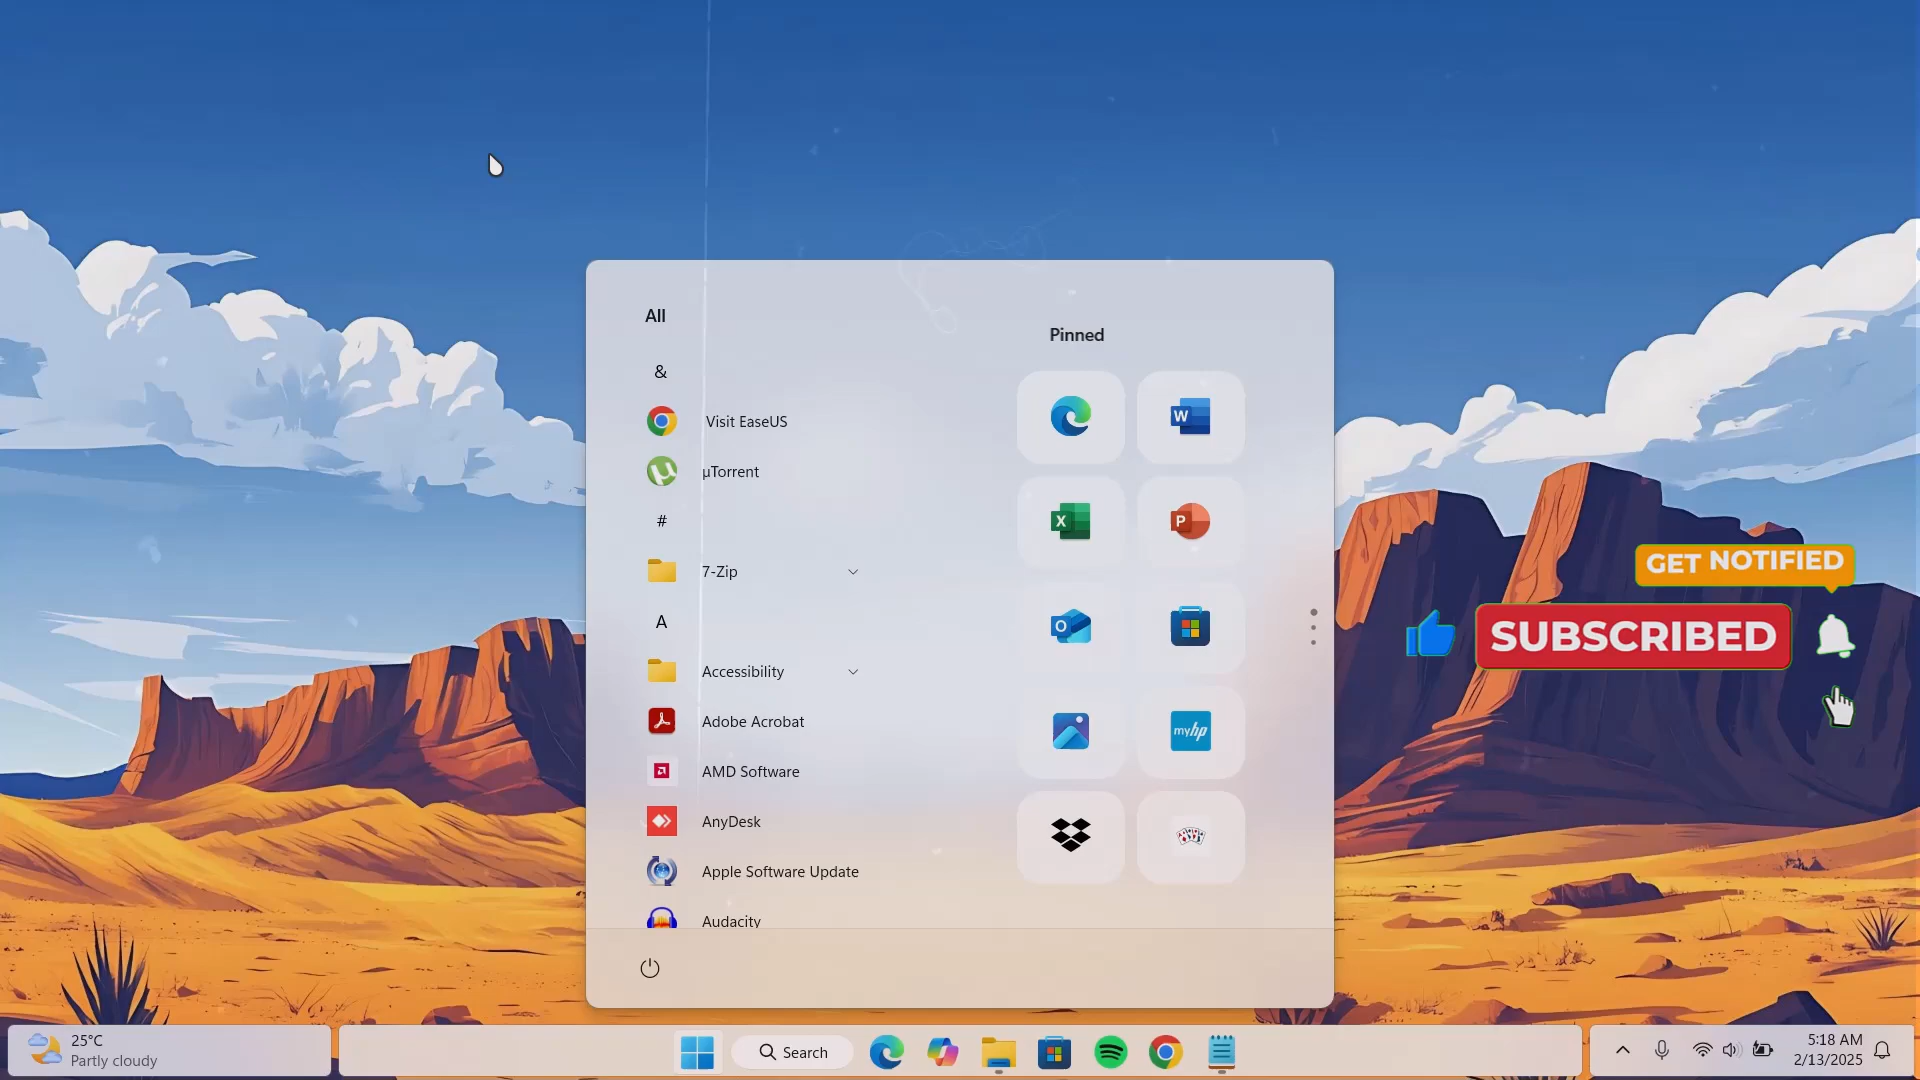 All
&
Visit EaseUS
µTorrent
#
7-Zip
A
Accessibility
Adobe Acrobat
AMD Software
AnyDesk
Apple Software Update
Audacity
Pinned
W
X
P
O
myhp
GET NOTIFIED
SUBSCRIBED
25°C
Partly cloudy
Search
5:18 AM
2/13/2025